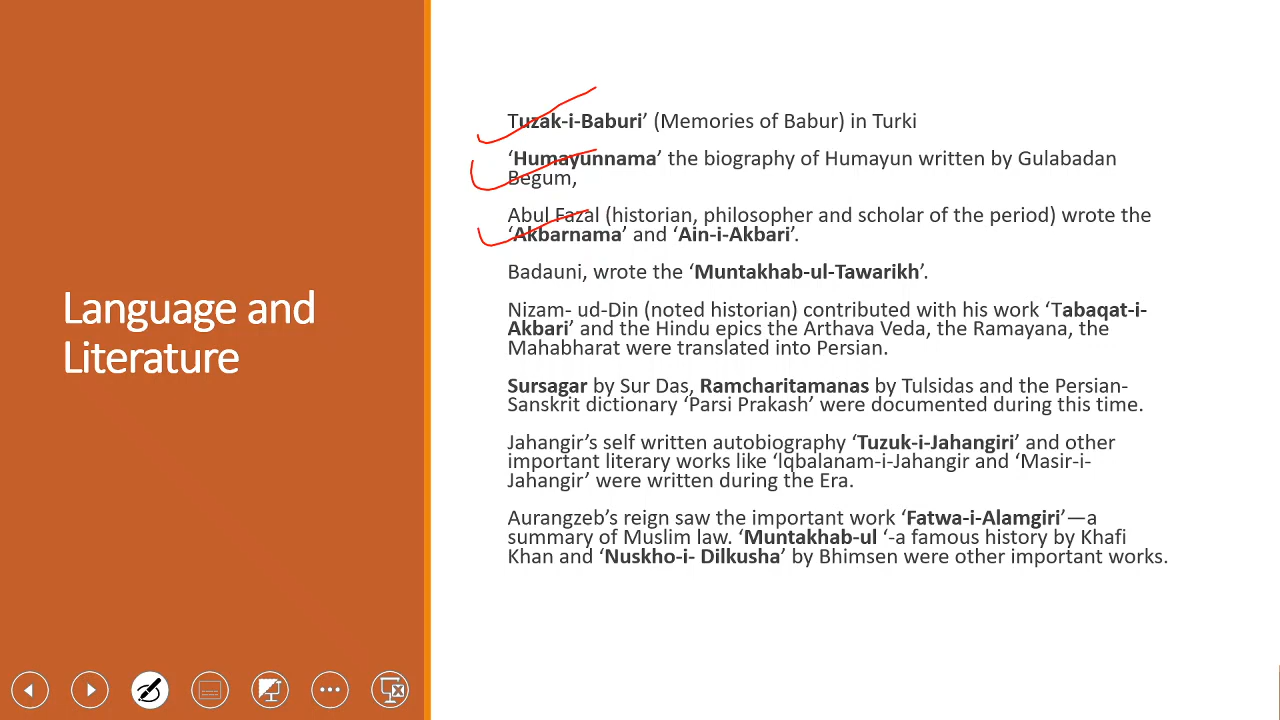 Language and
Literature
Tuzak-i-Baburi’ (Memories of Babur) in Turki
‘Humayunnama’ the biography of Humayun written by Gulabadan
Begum,
Abul Fazal (historian, philosopher and scholar of the period) wrote the
‘Akbarnama’ and ‘Ain-i-Akbari’.
Badauni, wrote the ‘Muntakhab-ul-Tawarikh’.
Nizam- ud-Din (noted historian) contributed with his work ‘Tabaqat-i-
Akbari’ and the Hindu epics the Arthava Veda, the Ramayana, the
Mahabharat were translated into Persian.
Sursagar by Sur Das, Ramcharitamanas by Tulsidas and the Persian-
Sanskrit dictionary ‘Parsi Prakash’ were documented during this time.
Jahangir’s self written autobiography ‘Tuzuk-i-Jahangiri’ and other
important literary works like ‘Iqbalanam-i-Jahangir and ‘Masir-i-
Jahangir’ were written during the Era.
Aurangzeb’s reign saw the important work ‘Fatwa-i-Alamgiri’—a
summary of Muslim law. ‘Muntakhab-ul ‘-a famous history by Khafi
Khan and ‘Nuskho-i- Dilkusha’ by Bhimsen were other important works.